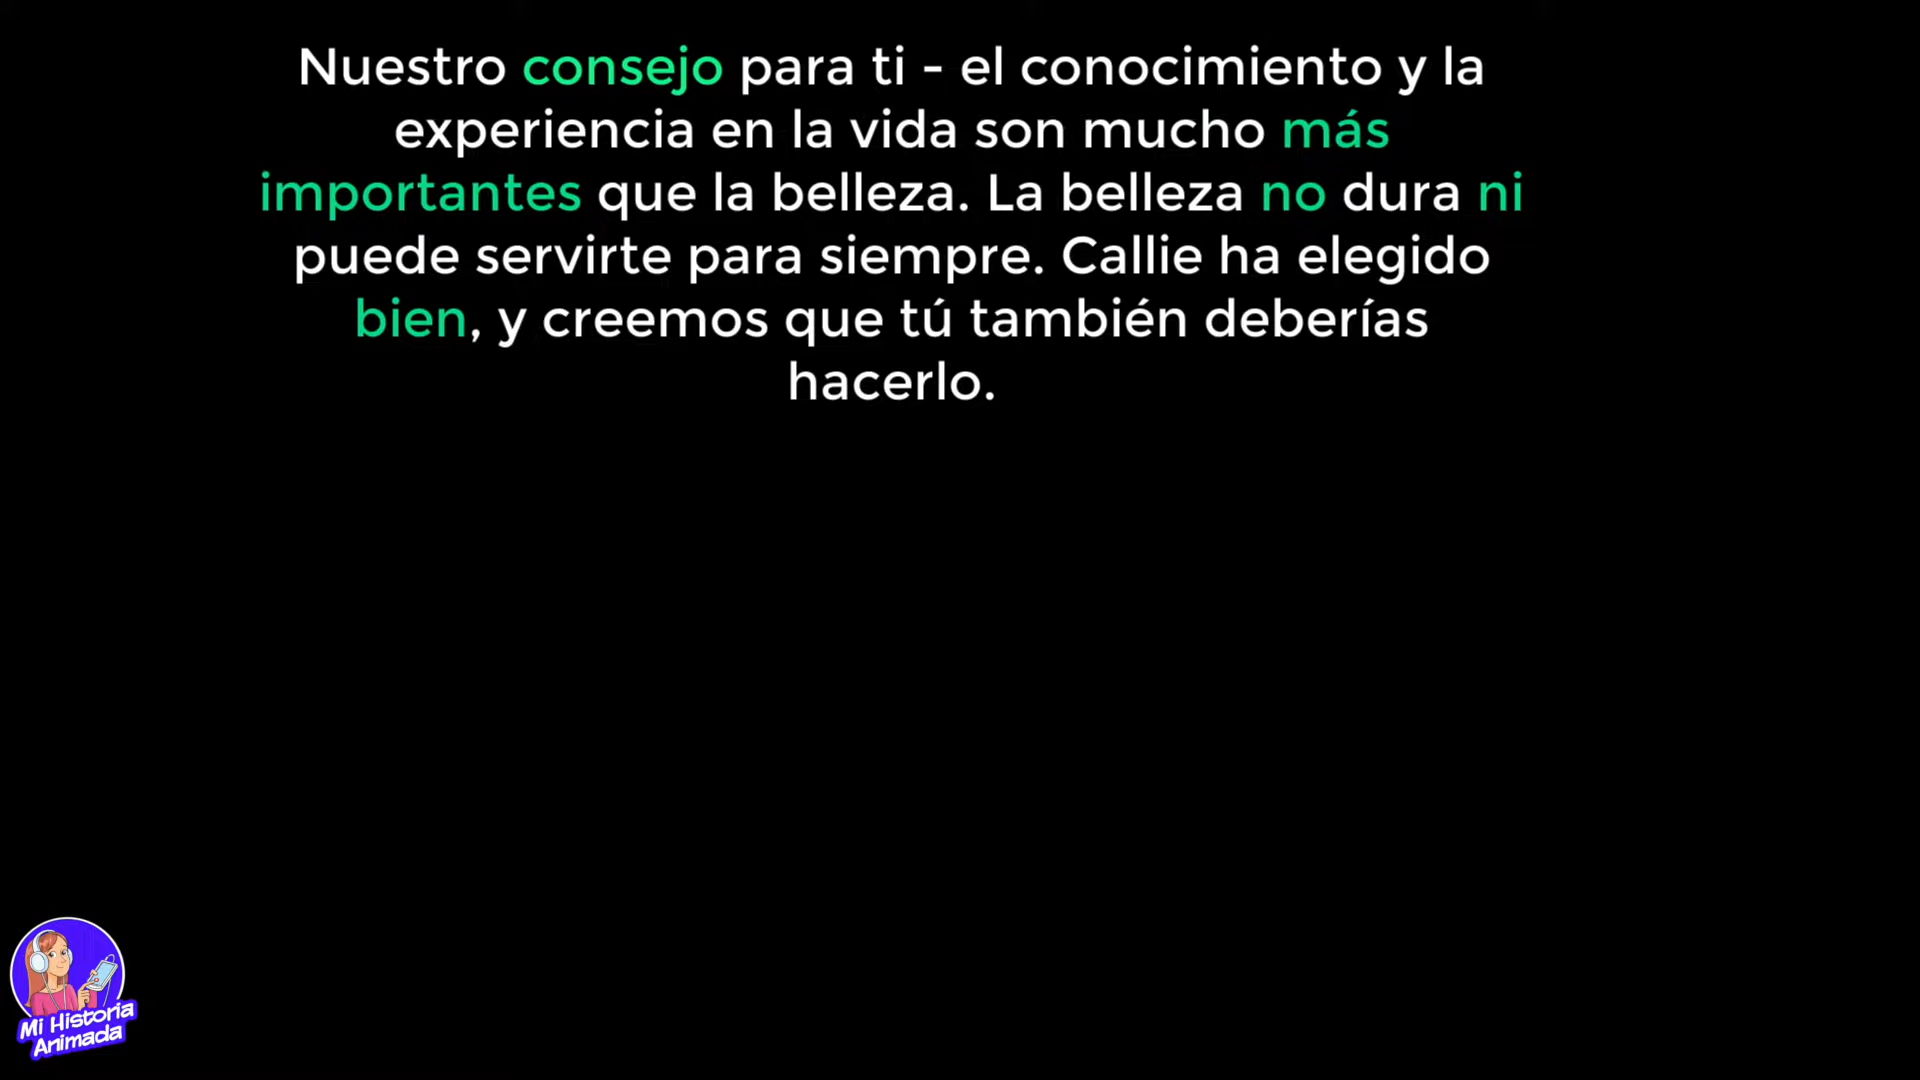 Nuestro consejo para ti - el conocimiento y la
experiencia en la vida son mucho más
importantes que la belleza. La belleza no dura ni
puede servirte para siempre. Callie ha elegido
bien, y creemos que tú también deberías
hacerlo.
Mi Historia
Animada